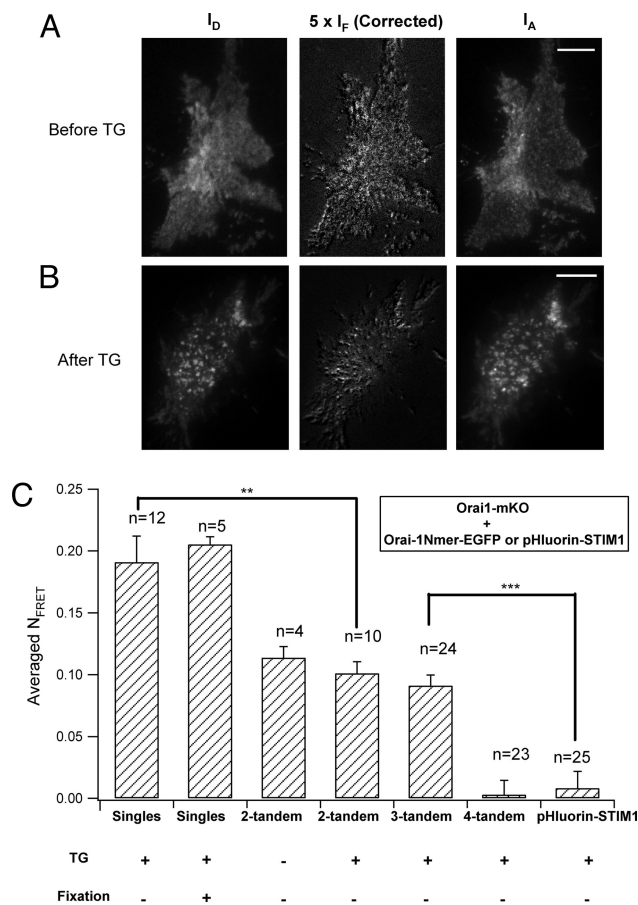 A
I_D
5 x I_F (Corrected)
I_A
Before TG
B
After TG
C
Averaged N_FRET
0.25
0.20
0.15
0.10
0.05
0.00
n=12
n=5
n=4
n=10
n=24
n=23
n=25
**
***
Orai1-mKO
+
Orai-1Nmer-EGFP or pHluorin-STIM1
Singles Singles 2-tandem 2-tandem 3-tandem 4-tandem pHluorin-STIM1
TG + + - + + + +
Fixation - + - - - - -